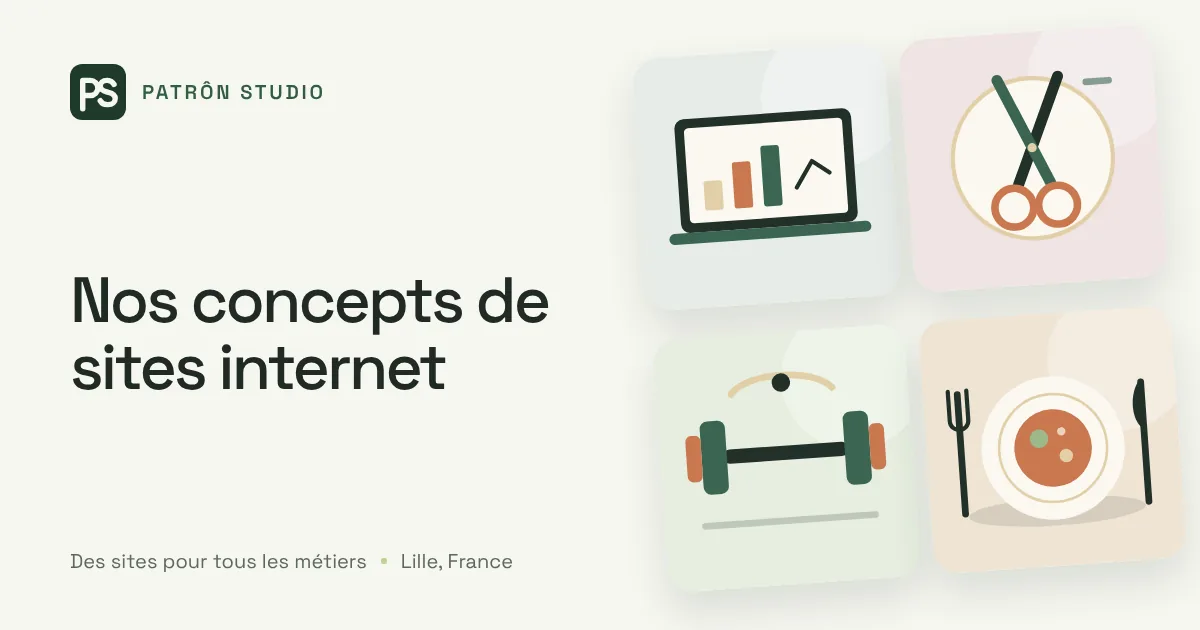 PS
PATRÔN STUDIO
Nos concepts de
sites internet
Des sites pour tous les métiers • Lille, France